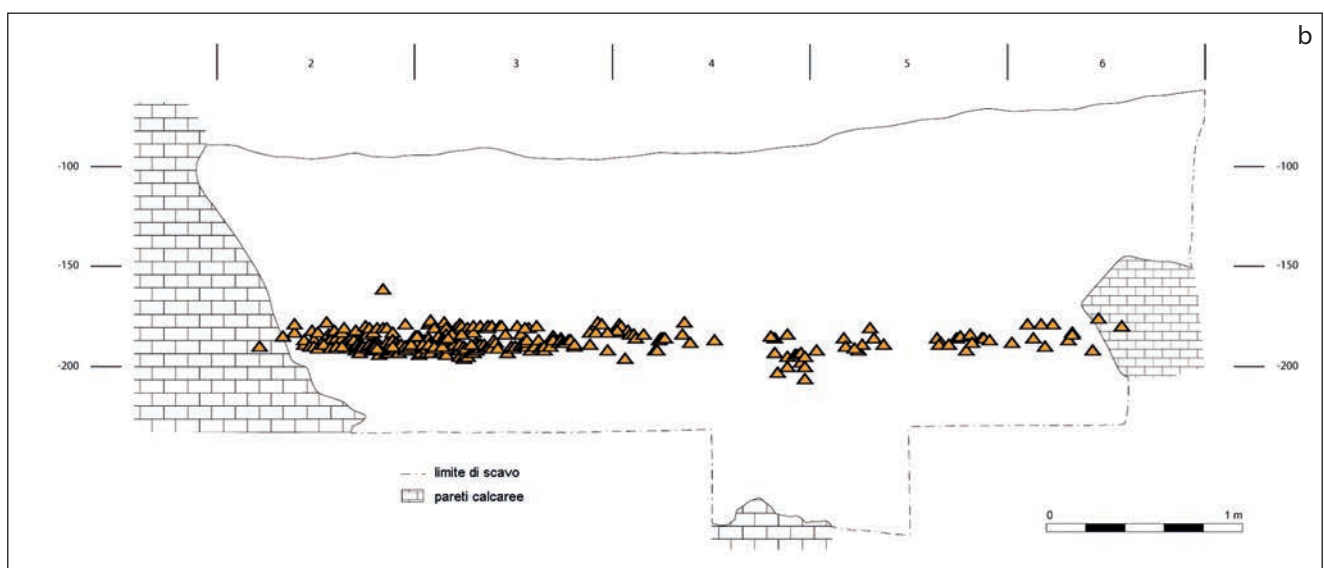 b
2 3 4 5 6
-100 -100
-150 -150
-200 -200
limite di scavo
pareti calcaree
0 1 m